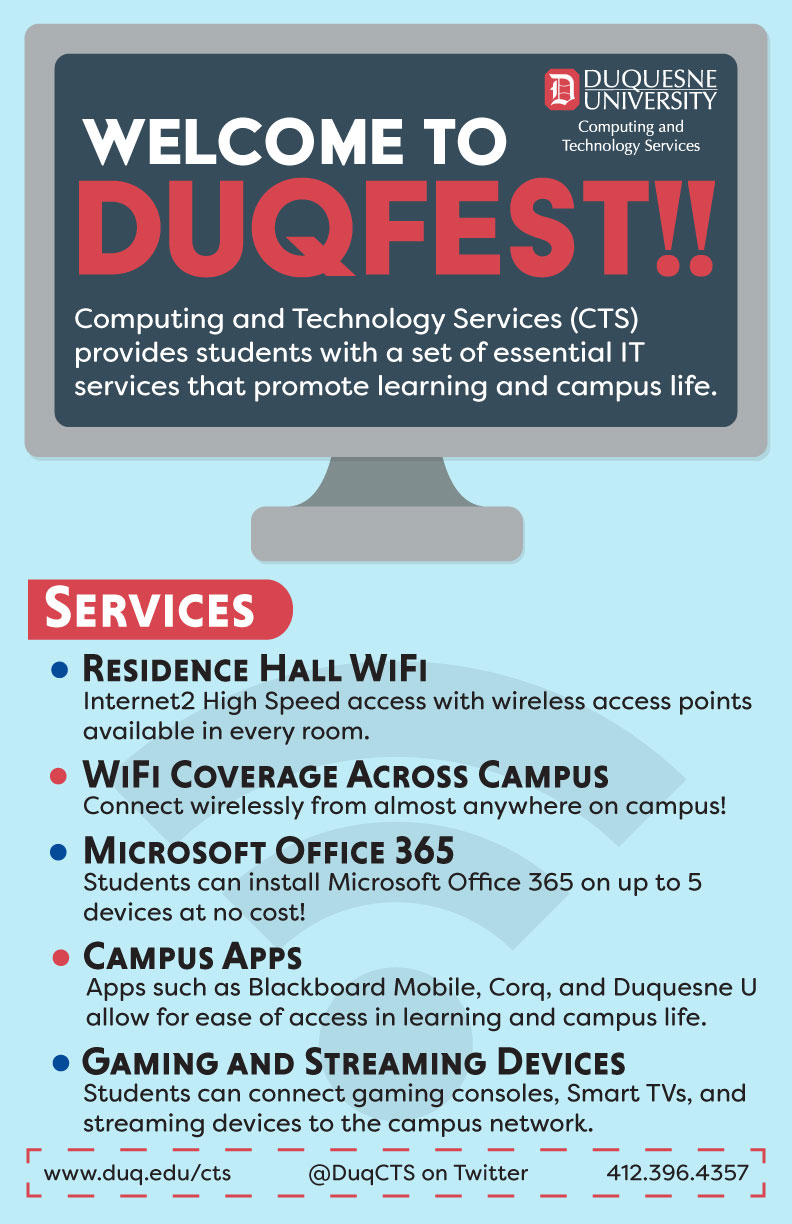 DUQUESNE
UNIVERSITY
Computing and
Technology Services
WELCOME TO
DUQFEST!!
Computing and Technology Services (CTS)
provides students with a set of essential IT
services that promote learning and campus life.
SERVICES
RESIDENCE HALL WIFI
Internet2 High Speed access with wireless access points
available in every room.
WIFI COVERAGE ACROSS CAMPUS
Connect wirelessly from almost anywhere on campus!
MICROSOFT OFFICE 365
Students can install Microsoft Office 365 on up to 5
devices at no cost!
CAMPUS APPS
Apps such as Blackboard Mobile, Corq, and Duquesne U
allow for ease of access in learning and campus life.
GAMING AND STREAMING DEVICES
Students can connect gaming consoles, Smart TVs, and
streaming devices to the campus network.
www.duq.edu/cts @DuqCTS on Twitter 412.396.4357